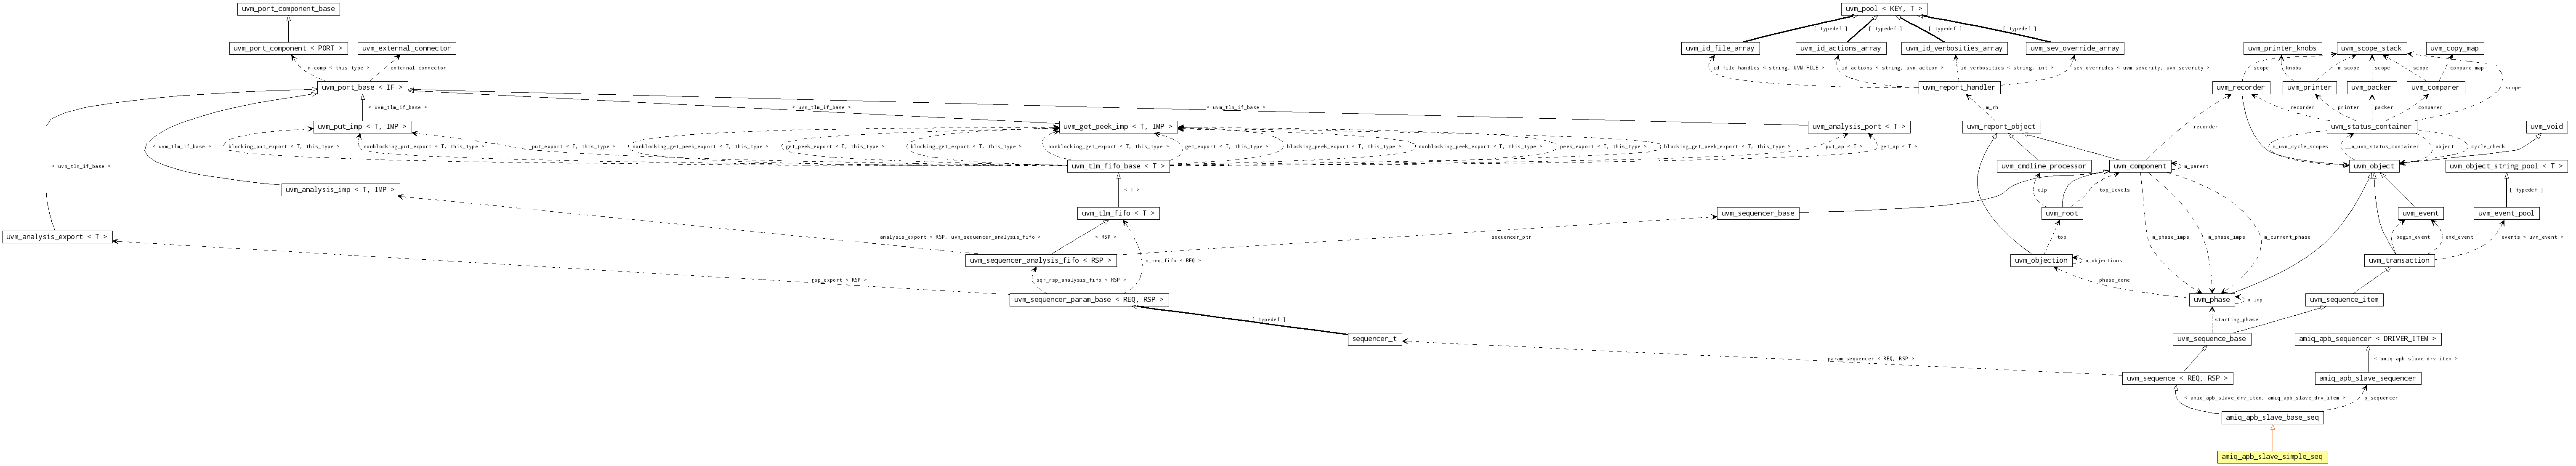 uvm_port_component_base
uvm_pool < KEY, T >
[ typedef ]
[ typedef ]
[ typedef ]
[ typedef ]
uvm_port_component < PORT >
uvm_external_connector
uvm_id_file_array
uvm_id_actions_array
uvm_id_verbosities_array
uvm_sev_override_array
uvm_printer_knobs
uvm_scope_stack
uvm_copy_map
m_comp < this_type >
external_connector
id_file_handles < string, UVM_FILE >
id_actions < string, uvm_action >
id_verbosities < string, int >
sev_overrides < uvm_severity, uvm_severity >
scope
knobs
m_scope
scope
scope
compare_map
uvm_port_base < IF >
uvm_report_handler
uvm_recorder
uvm_printer
uvm_packer
uvm_comparer
scope
< uvm_tlm_if_base >
< uvm_tlm_if_base >
< uvm_tlm_if_base >
m_rh
recorder
printer
packer
comparer
uvm_put_imp < T, IMP >
uvm_get_peek_imp < T, IMP >
uvm_analysis_port < T >
uvm_report_object
recorder
uvm_status_container
uvm_void
< uvm_tlm_if_base >
blocking_put_export < T, this_type >
nonblocking_put_export < T, this_type >
put_export < T, this_type >
nonblocking_get_peek_export < T, this_type >
get_peek_export < T, this_type >
blocking_get_export < T, this_type >
nonblocking_get_export < T, this_type >
get_export < T, this_type >
blocking_peek_export < T, this_type >
nonblocking_peek_export < T, this_type >
peek_export < T, this_type >
blocking_get_peek_export < T, this_type >
put_ap < T >
get_ap < T >
m_uvm_cycle_scopes
m_uvm_status_container
object
cycle_check
< uvm_tlm_if_base >
uvm_tlm_fifo_base < T >
uvm_cmdline_processor
uvm_component
m_parent
uvm_object
uvm_object_string_pool < T >
uvm_analysis_imp < T, IMP >
< T >
clp
top_levels
[ typedef ]
uvm_tlm_fifo < T >
uvm_sequencer_base
uvm_root
uvm_event
uvm_event_pool
uvm_analysis_export < T >
analysis_export < RSP, uvm_sequencer_analysis_fifo >
< RSP >
sequencer_ptr
top
m_phase_imps
m_phase_imps
m_current_phase
begin_event
end_event
events < uvm_event >
uvm_sequencer_analysis_fifo < RSP >
m_req_fifo < REQ >
uvm_objection
m_objections
uvm_transaction
rsp_export < RSP >
sqr_rsp_analysis_fifo < RSP >
phase_done
uvm_sequencer_param_base < REQ, RSP >
uvm_phase
m_imp
uvm_sequence_item
[ typedef ]
starting_phase
sequencer_t
uvm_sequence_base
amiq_apb_sequencer < DRIVER_ITEM >
param_sequencer < REQ, RSP >
< amiq_apb_slave_drv_item >
uvm_sequence < REQ, RSP >
amiq_apb_slave_sequencer
< amiq_apb_slave_drv_item, amiq_apb_slave_drv_item >
p_sequencer
amiq_apb_slave_base_seq
amiq_apb_slave_simple_seq